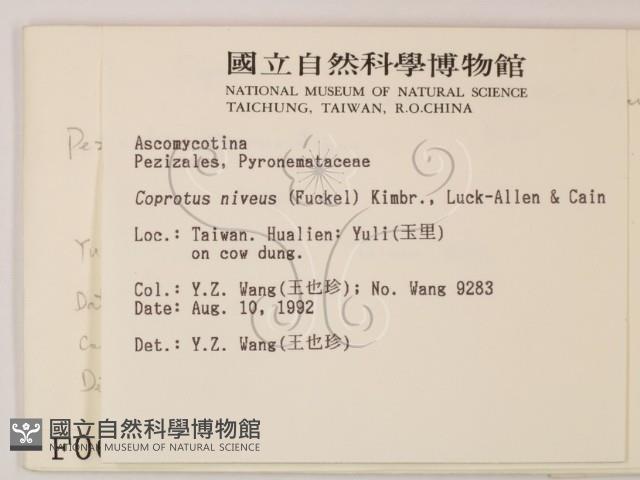 國立自然科學博物館
NATIONAL MUSEUM OF NATURAL SCIENCE
TAICHUNG, TAIWAN, R.O.CHINA
Ascomycotina
Pezizales, Pyronemataceae
Coprotus niveus (Fuckel) Kimbr., Luck-Allen & Cain
Loc.: Taiwan. Hualien: Yuli(玉里)
on cow dung.
Col.: Y.Z. Wang(王也珍); No. Wang 9283
Date: Aug. 10, 1992
Det.: Y.Z. Wang(王也珍)
國立自然科學博物館
NATIONAL MUSEUM OF NATURAL SCIENCE